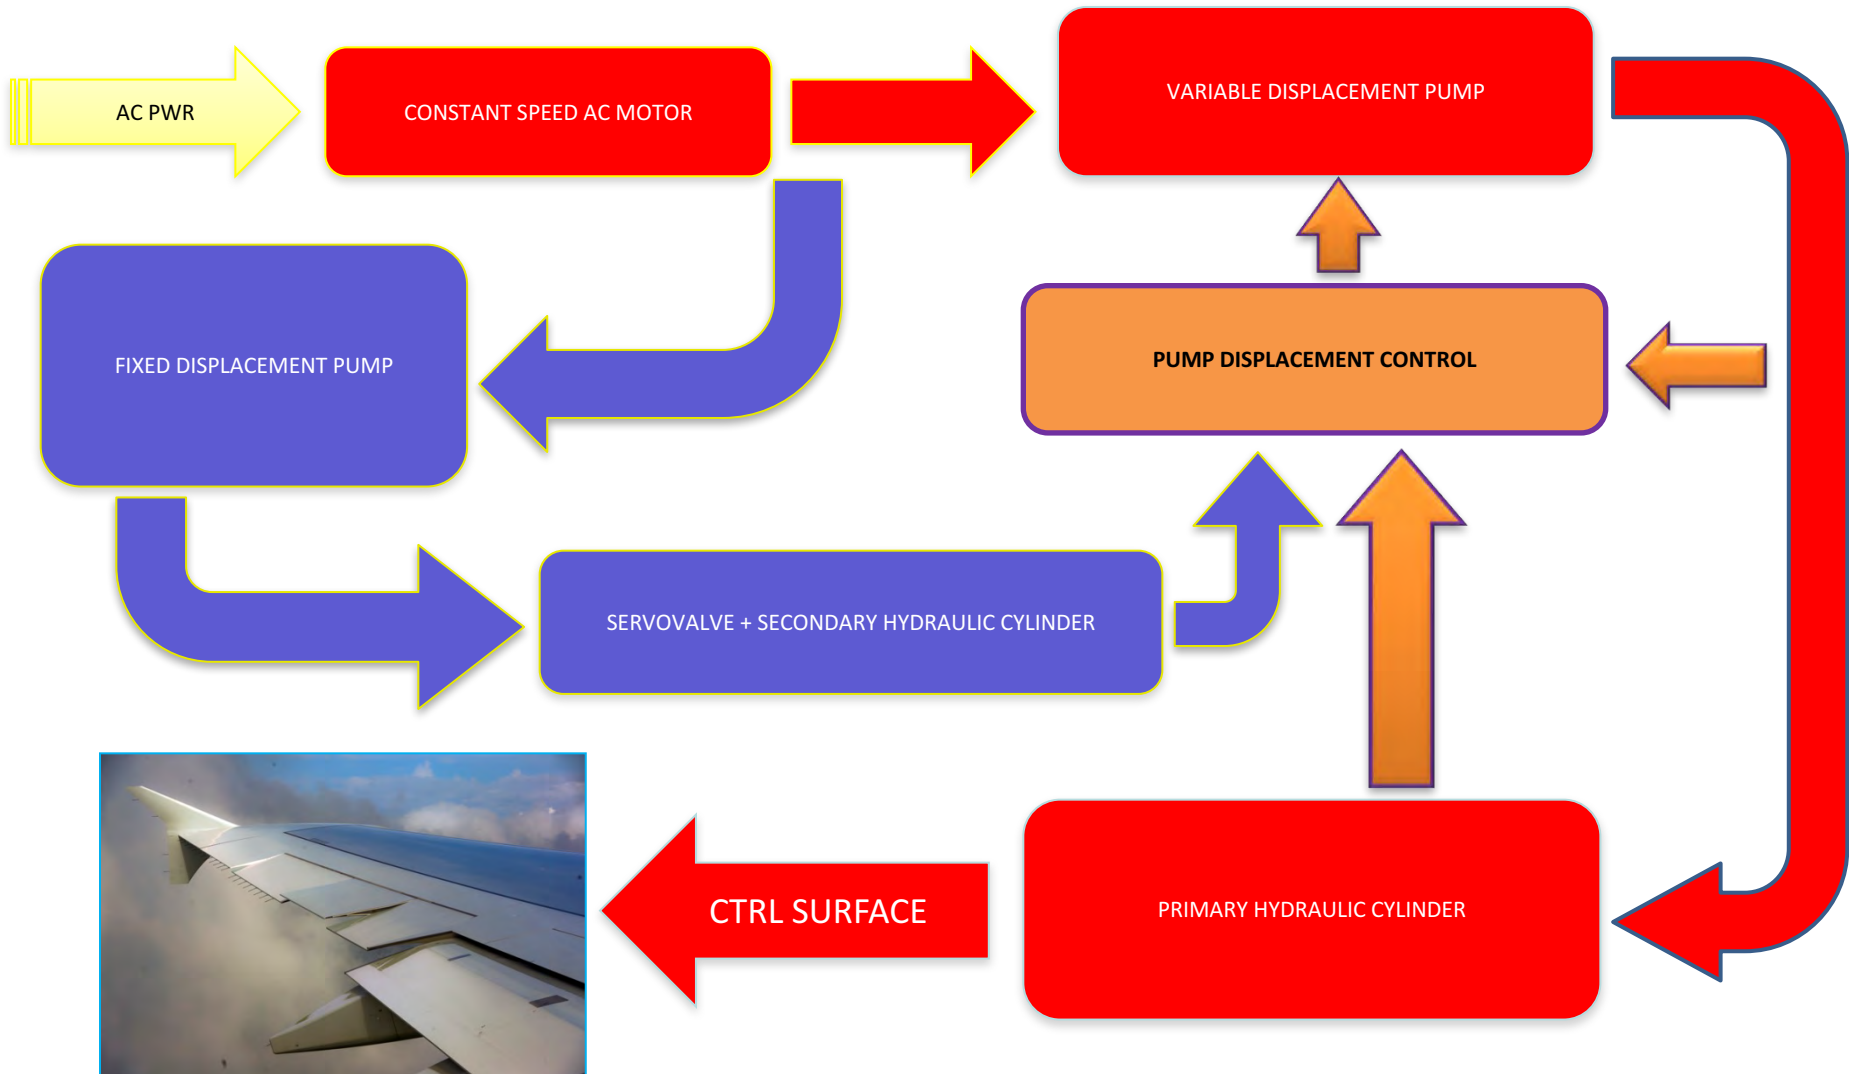 AC PWR
CONSTANT SPEED AC MOTOR
VARIABLE DISPLACEMENT PUMP
FIXED DISPLACEMENT PUMP
PUMP DISPLACEMENT CONTROL
SERVOVALVE + SECONDARY HYDRAULIC CYLINDER
CTRL SURFACE
PRIMARY HYDRAULIC CYLINDER